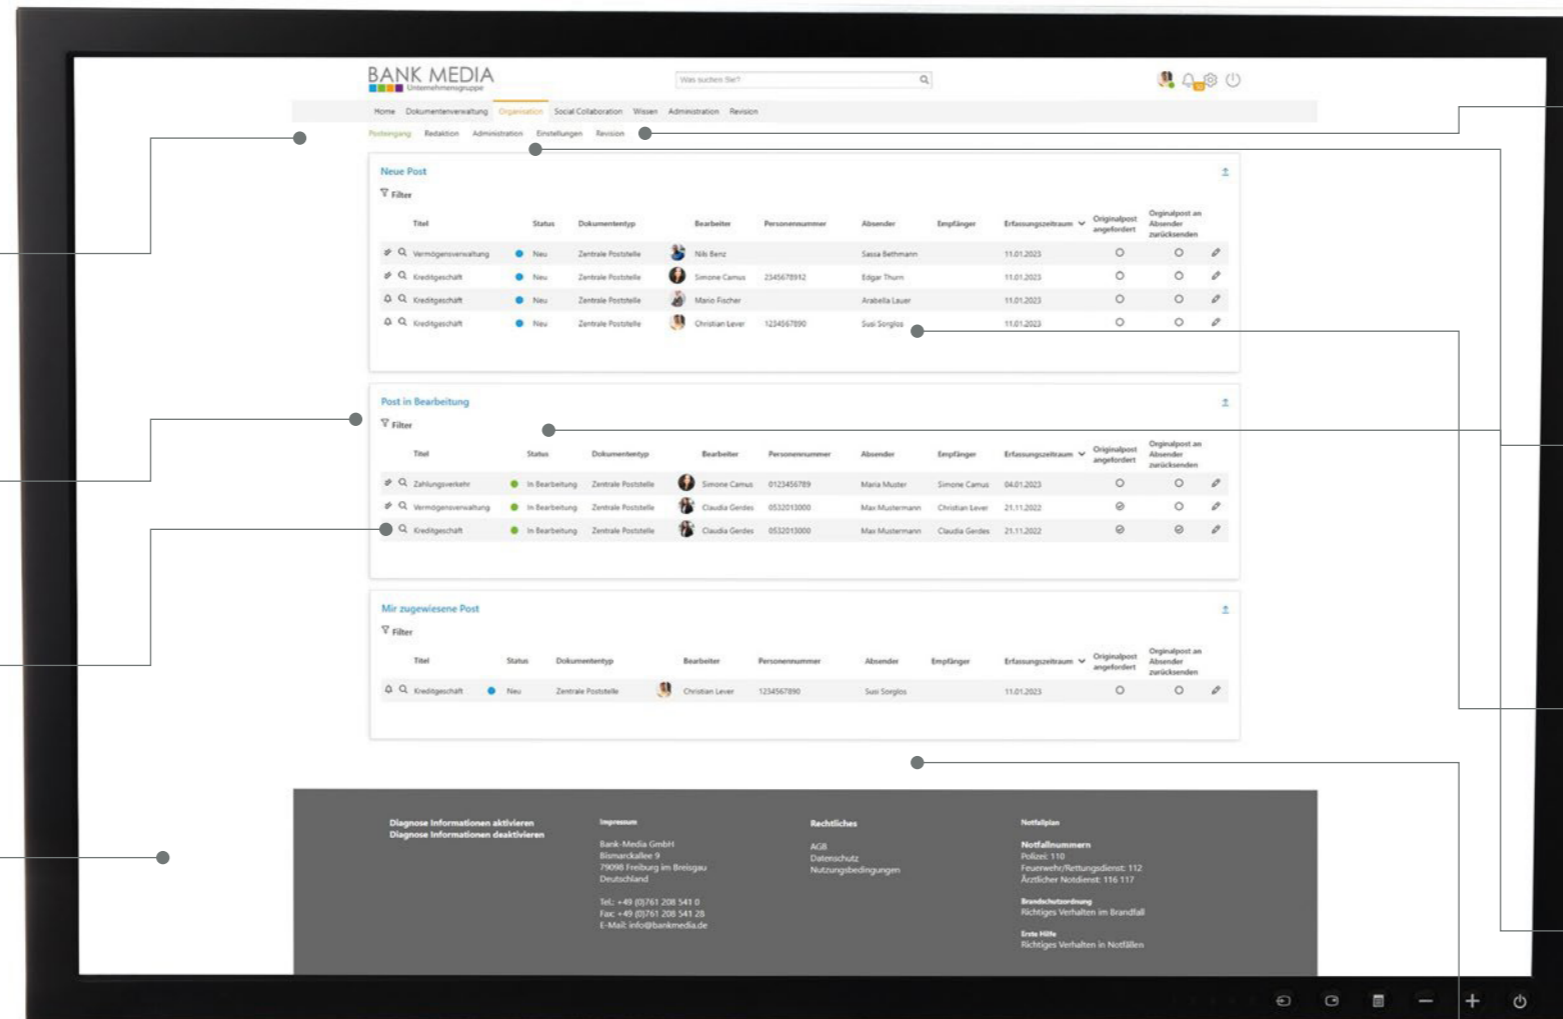 BANK MEDIA
Unternehmensgruppe
Was suchen Sie?
Home Dokumentenverwaltung Organisation Social Collaboration Wissen Administration Revision
Posteingang Redaktion Administration Einstellungen Revision
Neue Post
Filter
Titel Status Dokumententyp Bearbeiter Personennummer Absender Empfänger Erfassungszeitraum Originalpost angefordert Orginalpost an Absender zurücksenden
Vermögensverwaltung Neu Zentrale Poststelle Nils Benz Sassa Bethmann 11.01.2023
Kreditgeschäft Neu Zentrale Poststelle Simone Camus 2345678912 Edgar Thurn 11.01.2023
Kreditgeschäft Neu Zentrale Poststelle Mario Fischer Arabella Lauer 11.01.2023
Kreditgeschäft Neu Zentrale Poststelle Christian Lever 1234567890 Susi Sorglos 11.01.2023
Post in Bearbeitung
Filter
Titel Status Dokumententyp Bearbeiter Personennummer Absender Empfänger Erfassungszeitraum Originalpost angefordert Orginalpost an Absender zurücksenden
Zahlungsverkehr In Bearbeitung Zentrale Poststelle Simone Camus 0123456789 Maria Muster Simone Camus 04.01.2023
Vermögensverwaltung In Bearbeitung Zentrale Poststelle Claudia Gerdes 0532013000 Max Mustermann Christian Lever 21.11.2022
Kreditgeschäft In Bearbeitung Zentrale Poststelle Claudia Gerdes 0532013000 Max Mustermann Claudia Gerdes 21.11.2022
Mir zugewiesene Post
Filter
Titel Status Dokumententyp Bearbeiter Personennummer Absender Empfänger Erfassungszeitraum Originalpost angefordert Orginalpost an Absender zurücksenden
Kreditgeschäft Neu Zentrale Poststelle Christian Lever 1234567890 Susi Sorglos 11.01.2023
Diagnose Informationen aktivieren
Diagnose Informationen deaktivieren
Impressum
Bank-Media GmbH
Bismarckallee 9
79098 Freiburg im Breisgau
Deutschland
Tel.: +49 (0)761 208 541 0
Fax: +49 (0)761 208 541 28
E-Mail: info@bankmedia.de
Rechtliches
AGB
Datenschutz
Nutzungsbedingungen
Notfallplan
Notfallnummern
Polizei: 110
Feuerwehr/Rettungsdienst: 112
Ärztlicher Notdienst: 116 117
Brandschutzordnung
Richtiges Verhalten im Brandfall
Erste Hilfe
Richtiges Verhalten in Notfällen